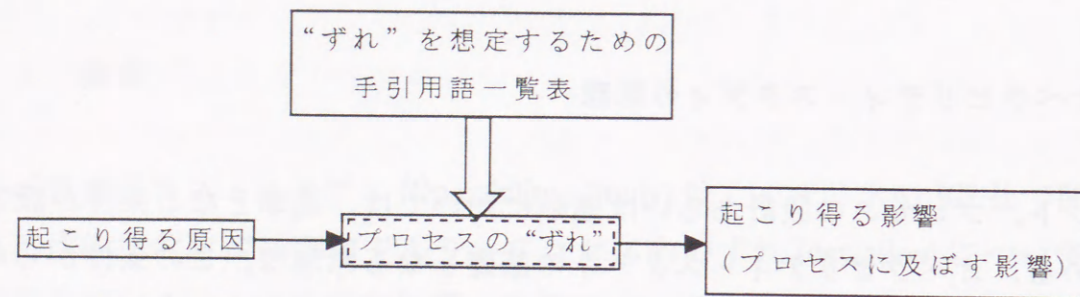 “ずれ”を想定するための
手引用語一覧表
起こり得る原因
プロセスの“ずれ”
起こり得る影響
(プロセスに及ぼす影響)